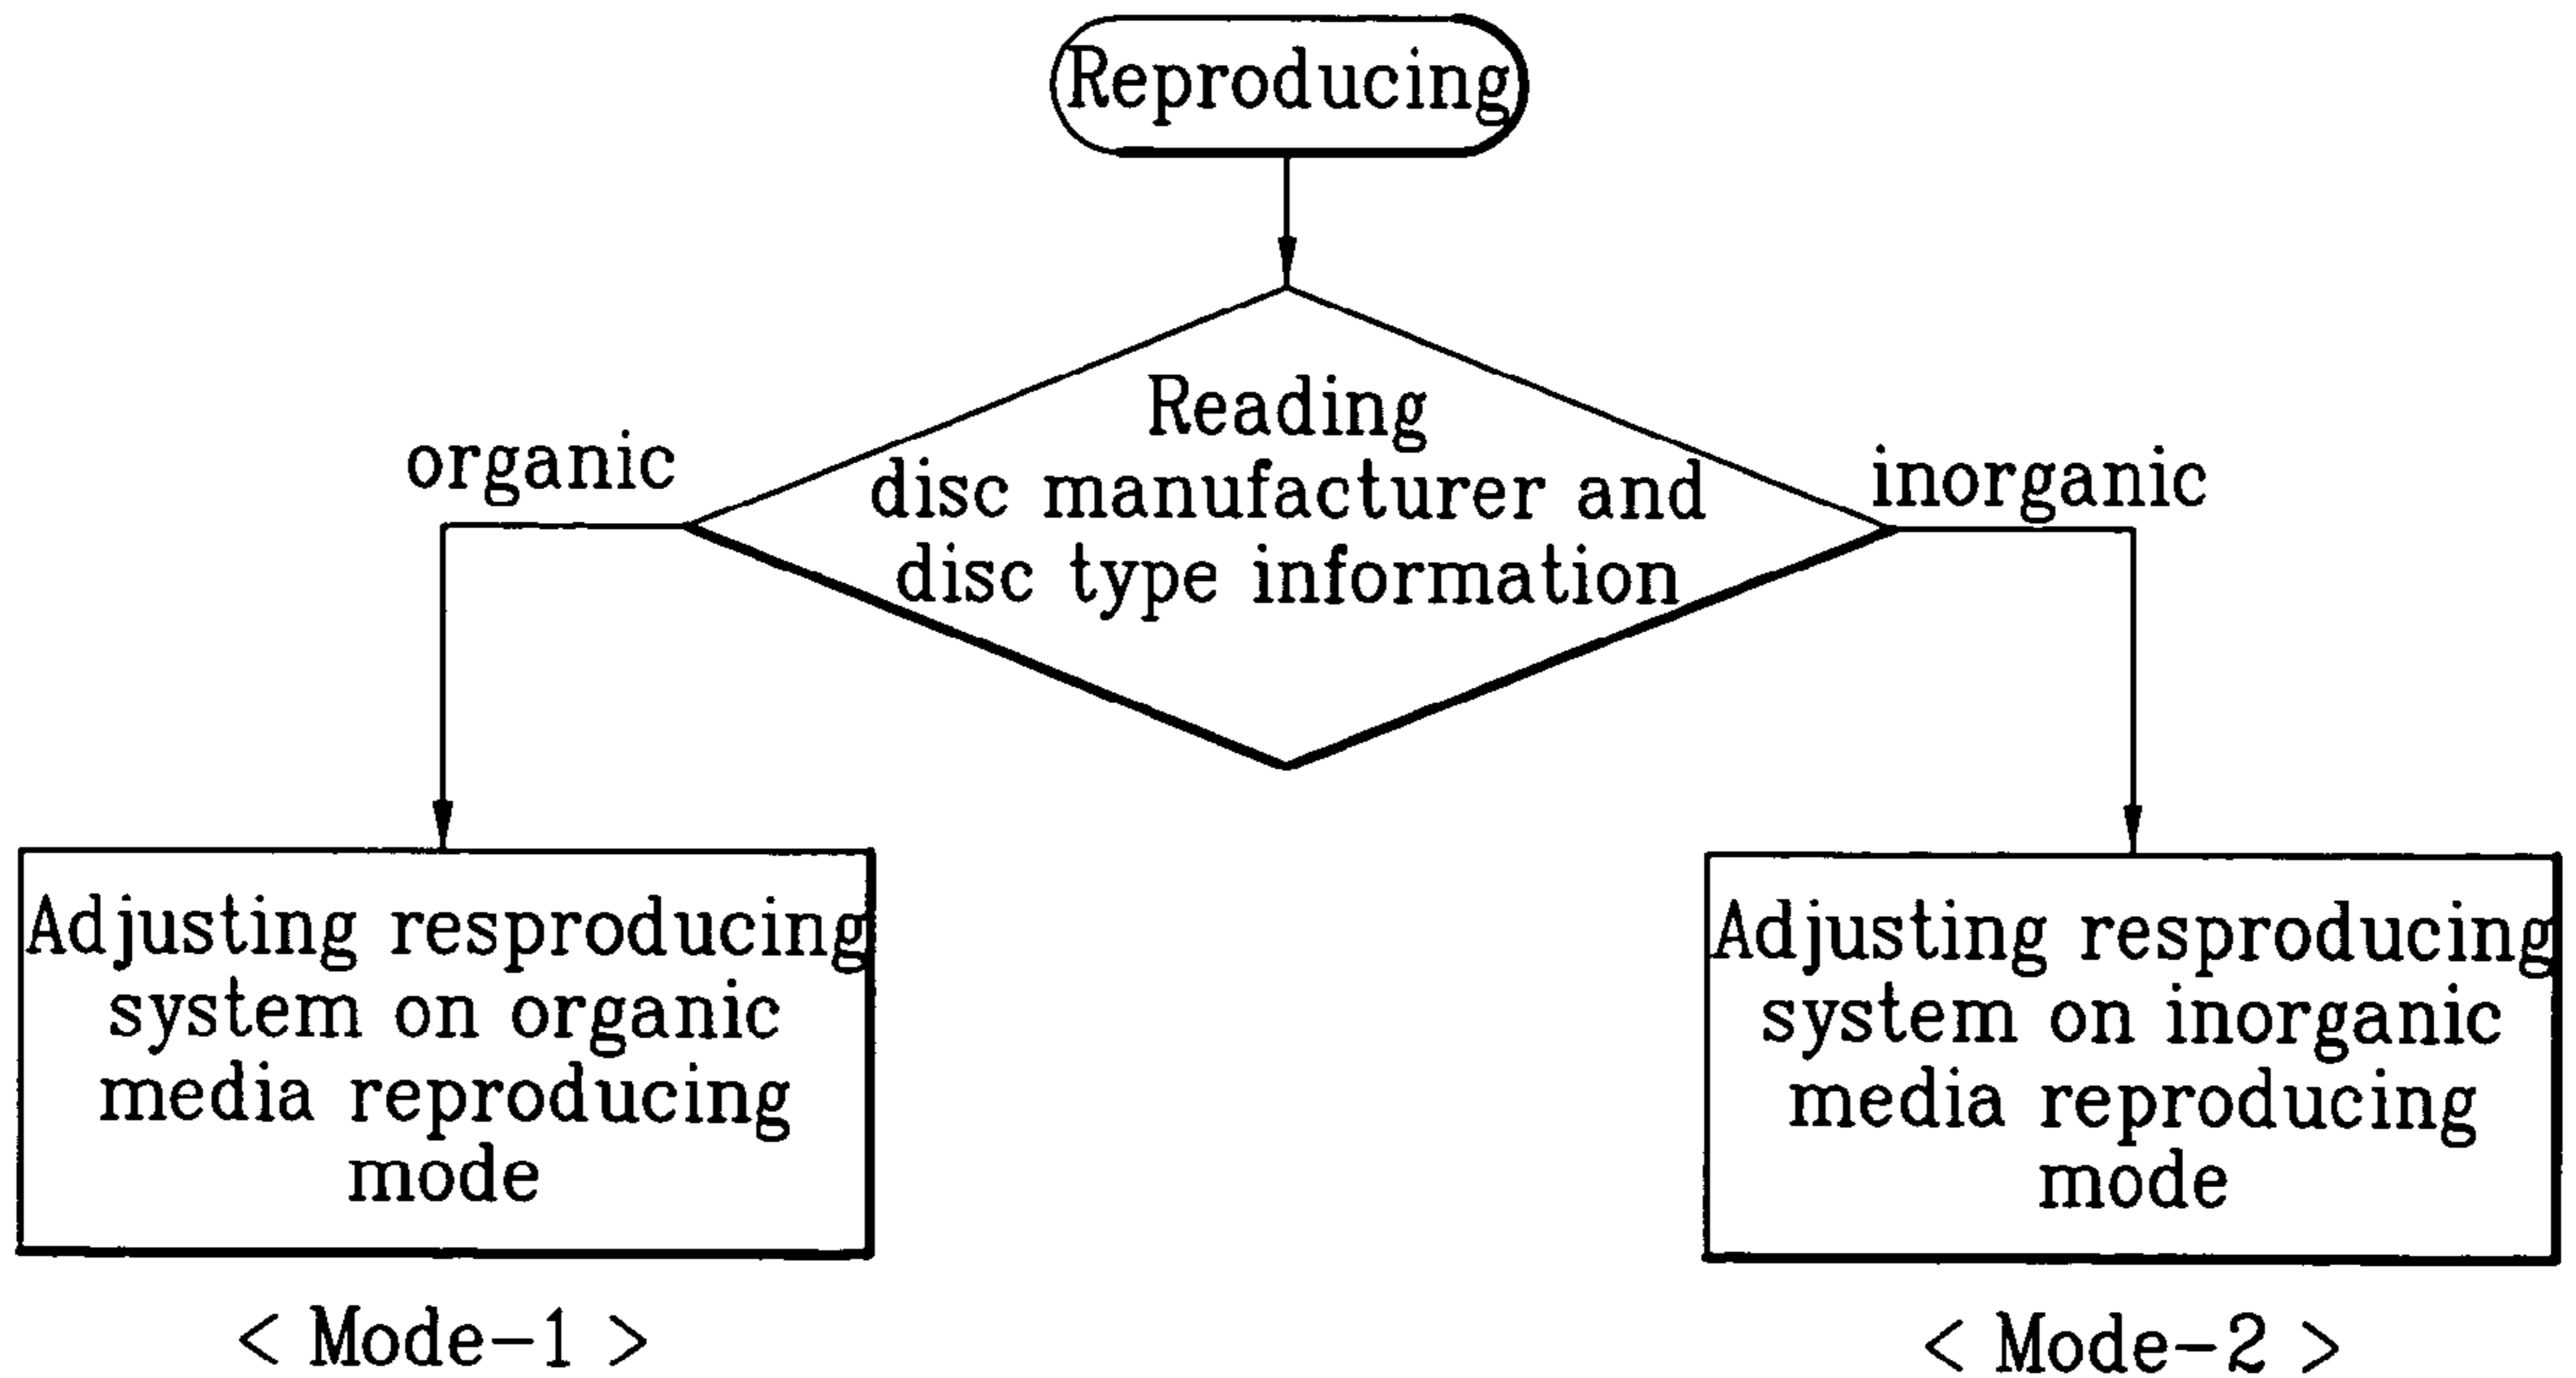 Reproducing
Reading
disc manufacturer and
disc type information
organic
inorganic
Adjusting resproducing
system on organic
media reproducing
mode
< Mode-1 >
Adjusting resproducing
system on inorganic
media reproducing
mode
< Mode-2 >